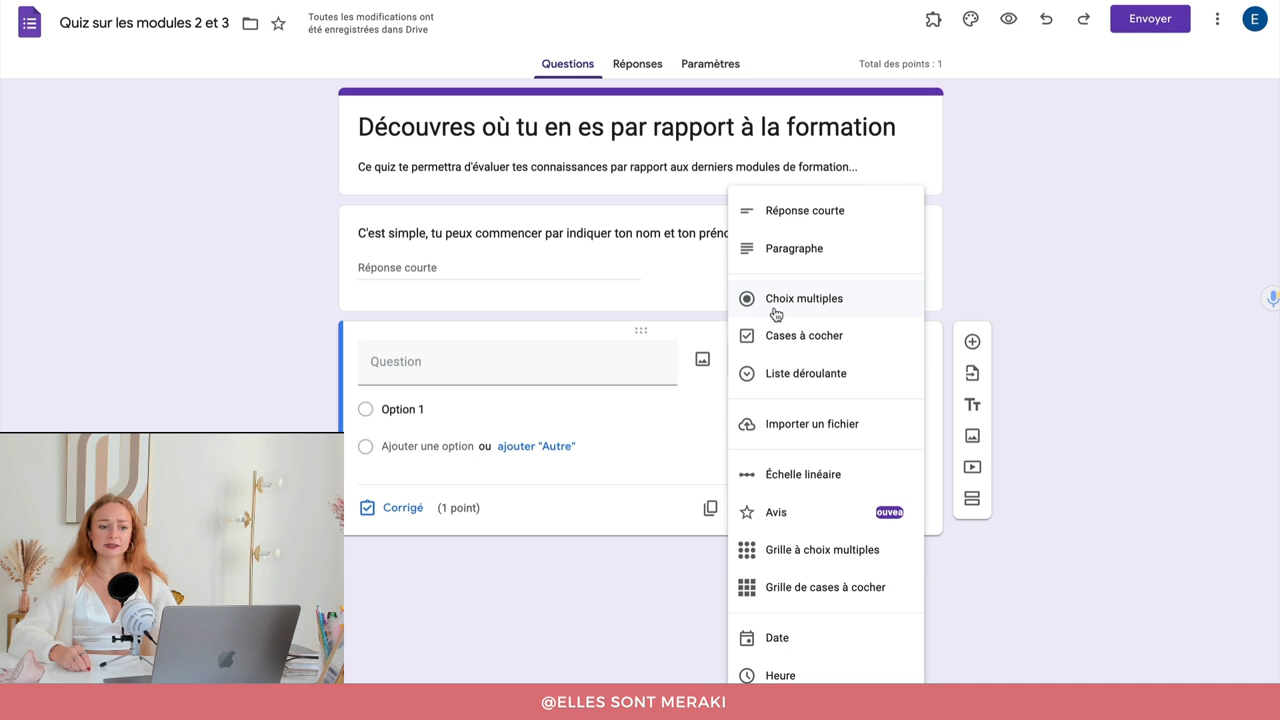 Quiz sur les modules 2 et 3
Toutes les modifications ont
été enregistrées dans Drive
Envoyer
E
Questions
Réponses
Paramètres
Total des points : 1
Découvres où tu en es par rapport à la formation
Ce quiz te permettra d'évaluer tes connaissances par rapport aux derniers modules de formation...
C'est simple, tu peux commencer par indiquer ton nom et ton préno
Réponse courte
Question
Option 1
Ajouter une option ou ajouter "Autre"
Corrigé (1 point)
Réponse courte
Paragraphe
Choix multiples
Cases à cocher
Liste déroulante
Importer un fichier
Échelle linéaire
Avis ouvea
Grille à choix multiples
Grille de cases à cocher
Date
Heure
Tт
@ELLES SONT MERAKI